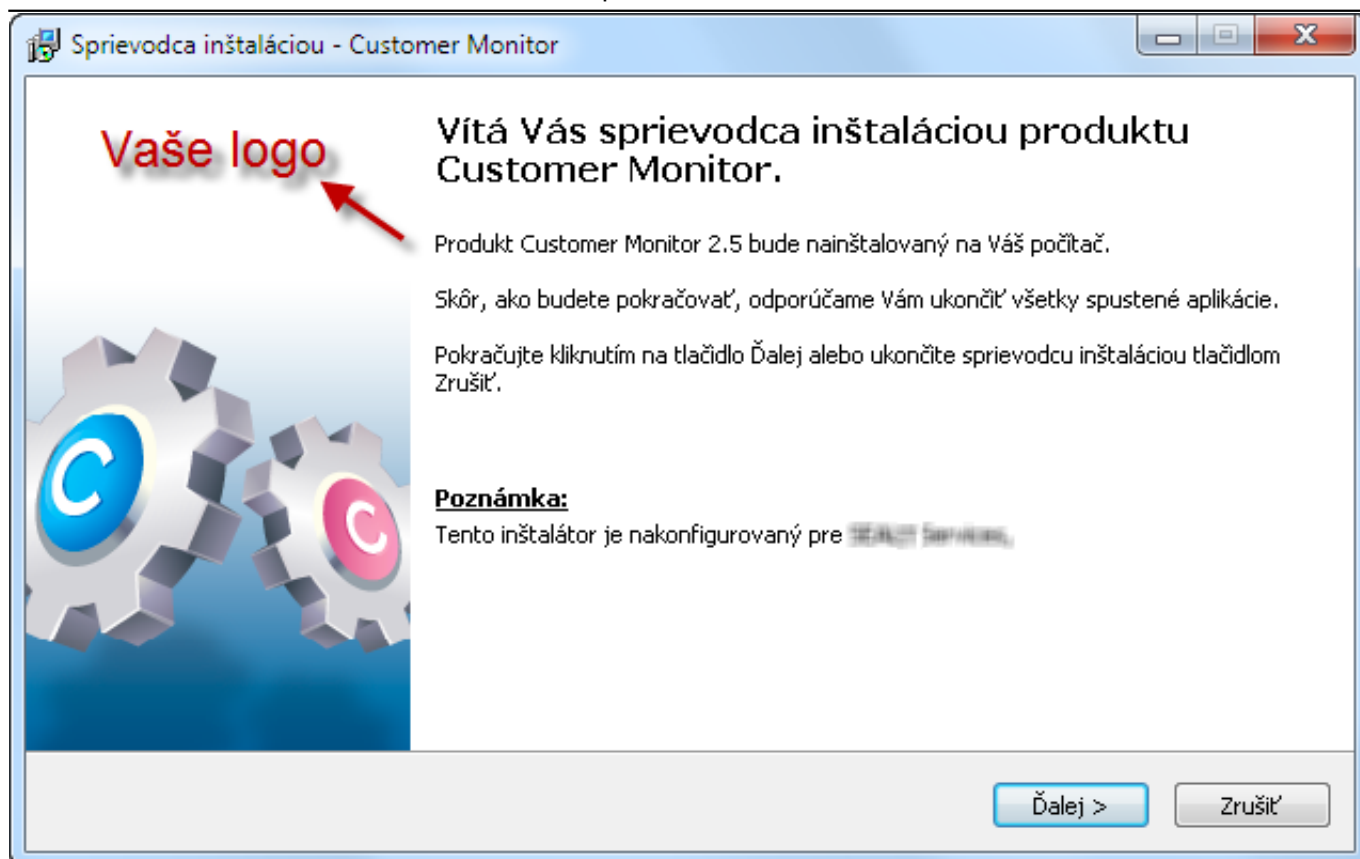 Sprievodca inštaláciou - Customer Monitor
Vaše logo
Vítá Vás sprievodca inštaláciou produktu
Customer Monitor.
Produkt Customer Monitor 2.5 bude nainštalovaný na Váš počítač.
Skôr, ako budete pokračovať, odporúčame Vám ukončiť všetky spustené aplikácie.
Pokračujte kliknutím na tlačidlo Ďalej alebo ukončite sprievodcu inštaláciou tlačidlom
Zrušiť.
C
C
Poznámka:
Tento inštalátor je nakonfigurovaný pre
Ďalej >
Zrušiť